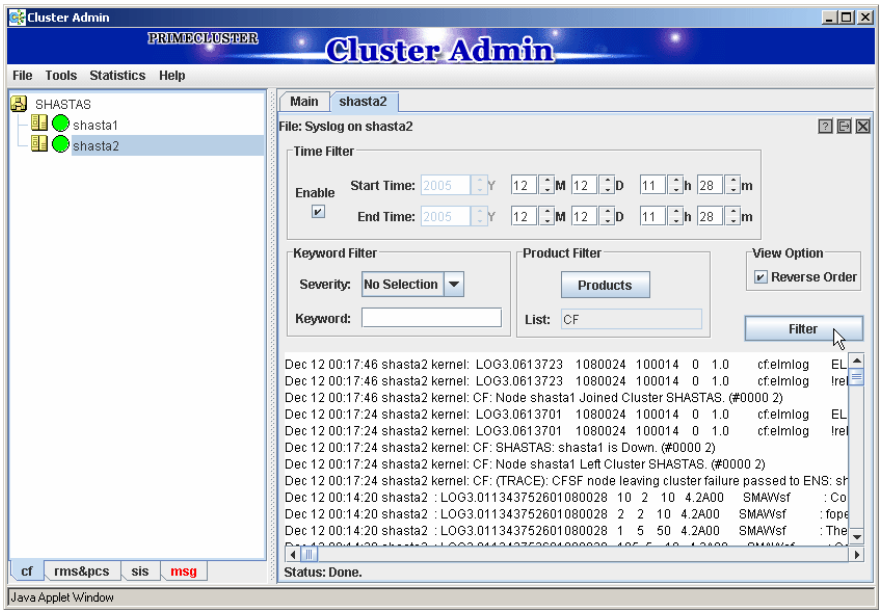 Cluster Admin
PRIMECLUSTER
Cluster Admin
File Tools Statistics Help
SHASTAS
shasta1
shasta2
Main shasta2
File: Syslog on shasta2
Time Filter
Enable
Start Time: 2005 Y 12 M 12 D 11 h 28 m
End Time: 2005 Y 12 M 12 D 11 h 28 m
Keyword Filter
Severity: No Selection
Keyword:
Product Filter
Products
List: CF
View Option
Reverse Order
Filter
Dec 12 00:17:46 shasta2 kernel: LOG3.0613723 1080024 100014 0 1.0 cf:elmlog EL
Dec 12 00:17:46 shasta2 kernel: LOG3.0613723 1080024 100014 0 1.0 cf:elmlog !rel
Dec 12 00:17:46 shasta2 kernel: CF: Node shasta1 Joined Cluster SHASTAS. (#0000 2)
Dec 12 00:17:24 shasta2 kernel: LOG3.0613701 1080024 100014 0 1.0 cf:elmlog EL
Dec 12 00:17:24 shasta2 kernel: LOG3.0613701 1080024 100014 0 1.0 cf:elmlog !rel
Dec 12 00:17:24 shasta2 kernel: CF: SHASTAS: shasta1 is Down. (#0000 2)
Dec 12 00:17:24 shasta2 kernel: CF: Node shasta1 Left Cluster SHASTAS. (#0000 2)
Dec 12 00:17:24 shasta2 kernel: CF: (TRACE): CFSF node leaving cluster failure passed to ENS: sh
Dec 12 00:14:20 shasta2 : LOG3.011343752601080028 10 2 10 4.2A00 SMAWsf : Co
Dec 12 00:14:20 shasta2 : LOG3.011343752601080028 2 2 10 4.2A00 SMAWsf : fope
Dec 12 00:14:20 shasta2 : LOG3.011343752601080028 1 5 50 4.2A00 SMAWsf : The
Status: Done.
cf rms&pcs sis msg
Java Applet Window